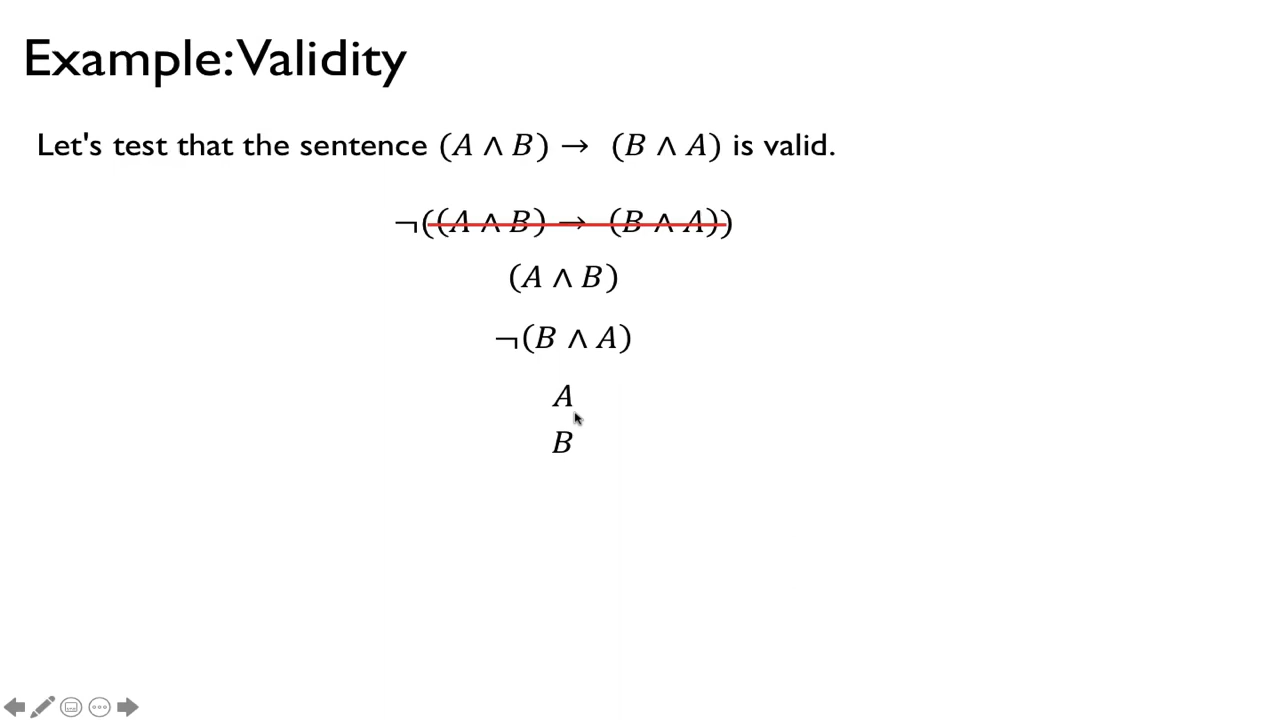 Example: Validity
Let's test that the sentence (A ∧ B) → (B ∧ A) is valid.
¬((A ∧ B) → (B ∧ A))
(A ∧ B)
¬(B ∧ A)
A
B